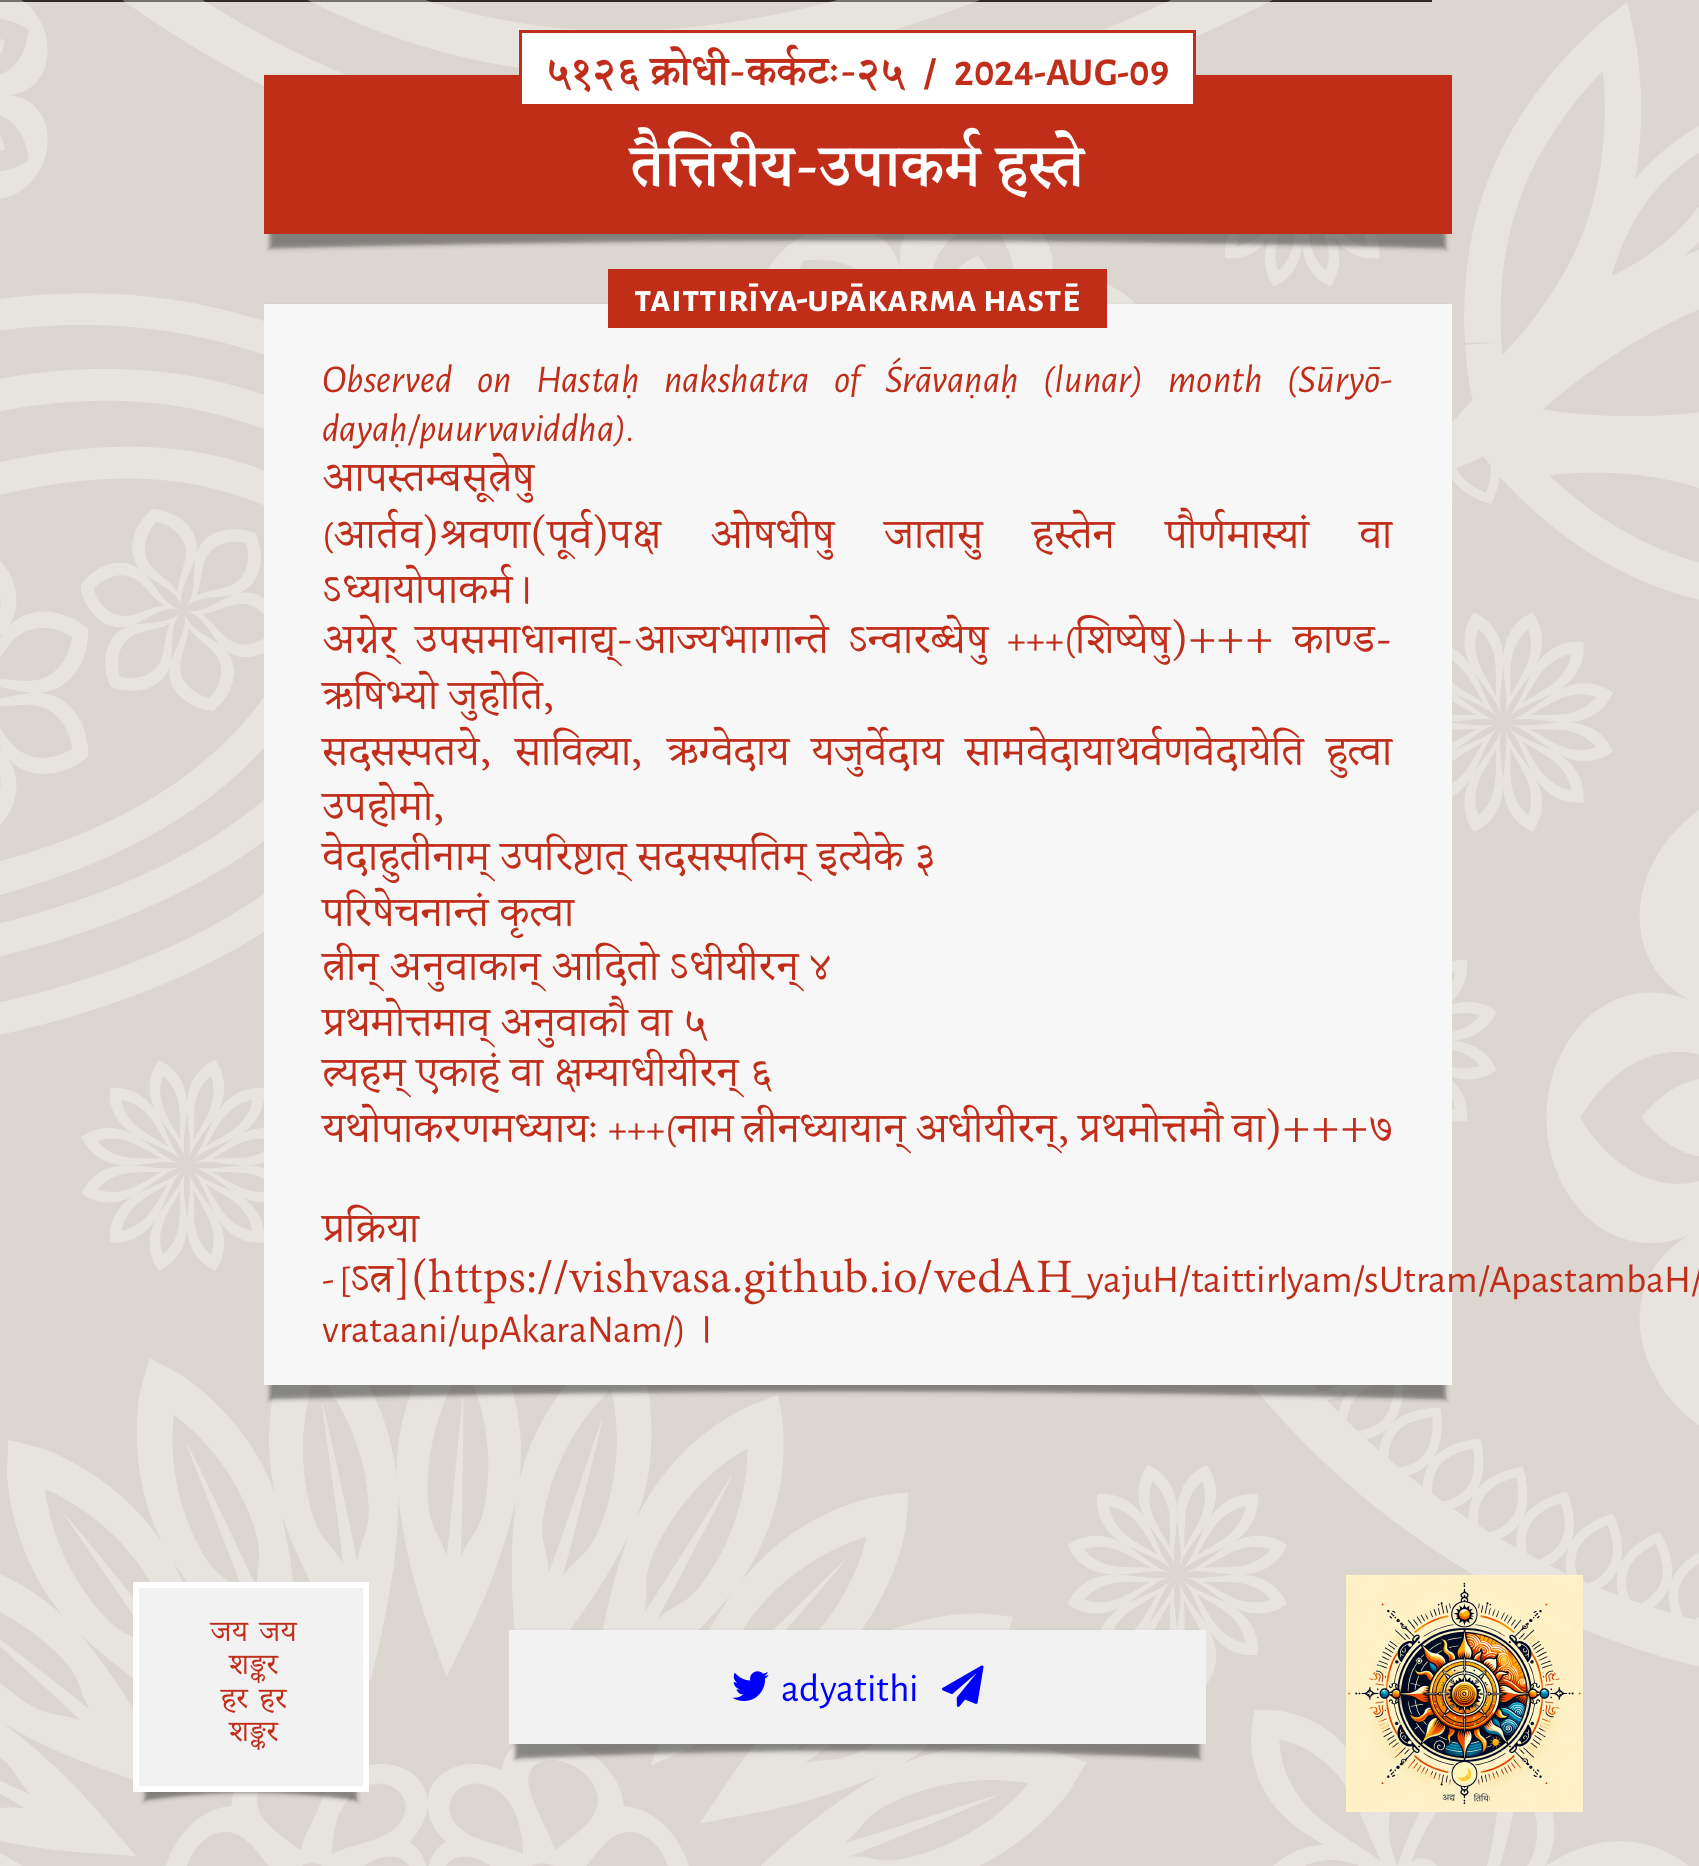 ५१२६ क्रोधी-कर्कटः-२५ / 2024-AUG-09
तैत्तिरीय-उपाकर्म हस्ते
TAITTIRĪYA-UPĀKARMA HASTĒ
Observed on Hastaḥ nakshatra of Śrāvaṇaḥ (lunar) month (Sūryō-
dayaḥ/puurvaviddha).
आपस्तम्बसूत्रेषु
(आर्तव)श्रवणा(पूर्व)पक्ष ओषधीषु जातासु हस्तेन पौर्णमास्यां वा
ऽध्यायोपाकर्म।
अग्नेर् उपसमाधानाद्य्-आज्यभागान्ते ऽन्वारब्धेषु +++(शिष्येषु)+++ काण्ड-
ऋषिभ्यो जुहोति,
सदसस्पतये, सावित्र्या, ऋग्वेदाय यजुर्वेदाय सामवेदायाथर्वणवेदायेति हुत्वा
उपहोमो,
वेदाहुतीनाम् उपरिष्टात् सदसस्पतिम् इत्येके ३
परिषेचनान्तं कृत्वा
त्रीन् अनुवाकान् आदितो ऽधीयीरन् ४
प्रथमोत्तमाव् अनुवाकौ वा ५
त्र्यहम् एकाहं वा क्षम्याधीयीरन् ६
यथोपाकरणमध्यायः +++(नाम त्रीनध्यायान् अधीयीरन्, प्रथमोत्तमौ वा)+++७
प्रक्रिया
- [ऽत्र](https://vishvasa.github.io/vedAH_yajuH/taittirIyam/sUtram/ApastambaH/
vrataani/upAkaraNam/) ।
जय जय
शङ्कर
हर हर
शङ्कर
adyatithi
अद्य तिथिः